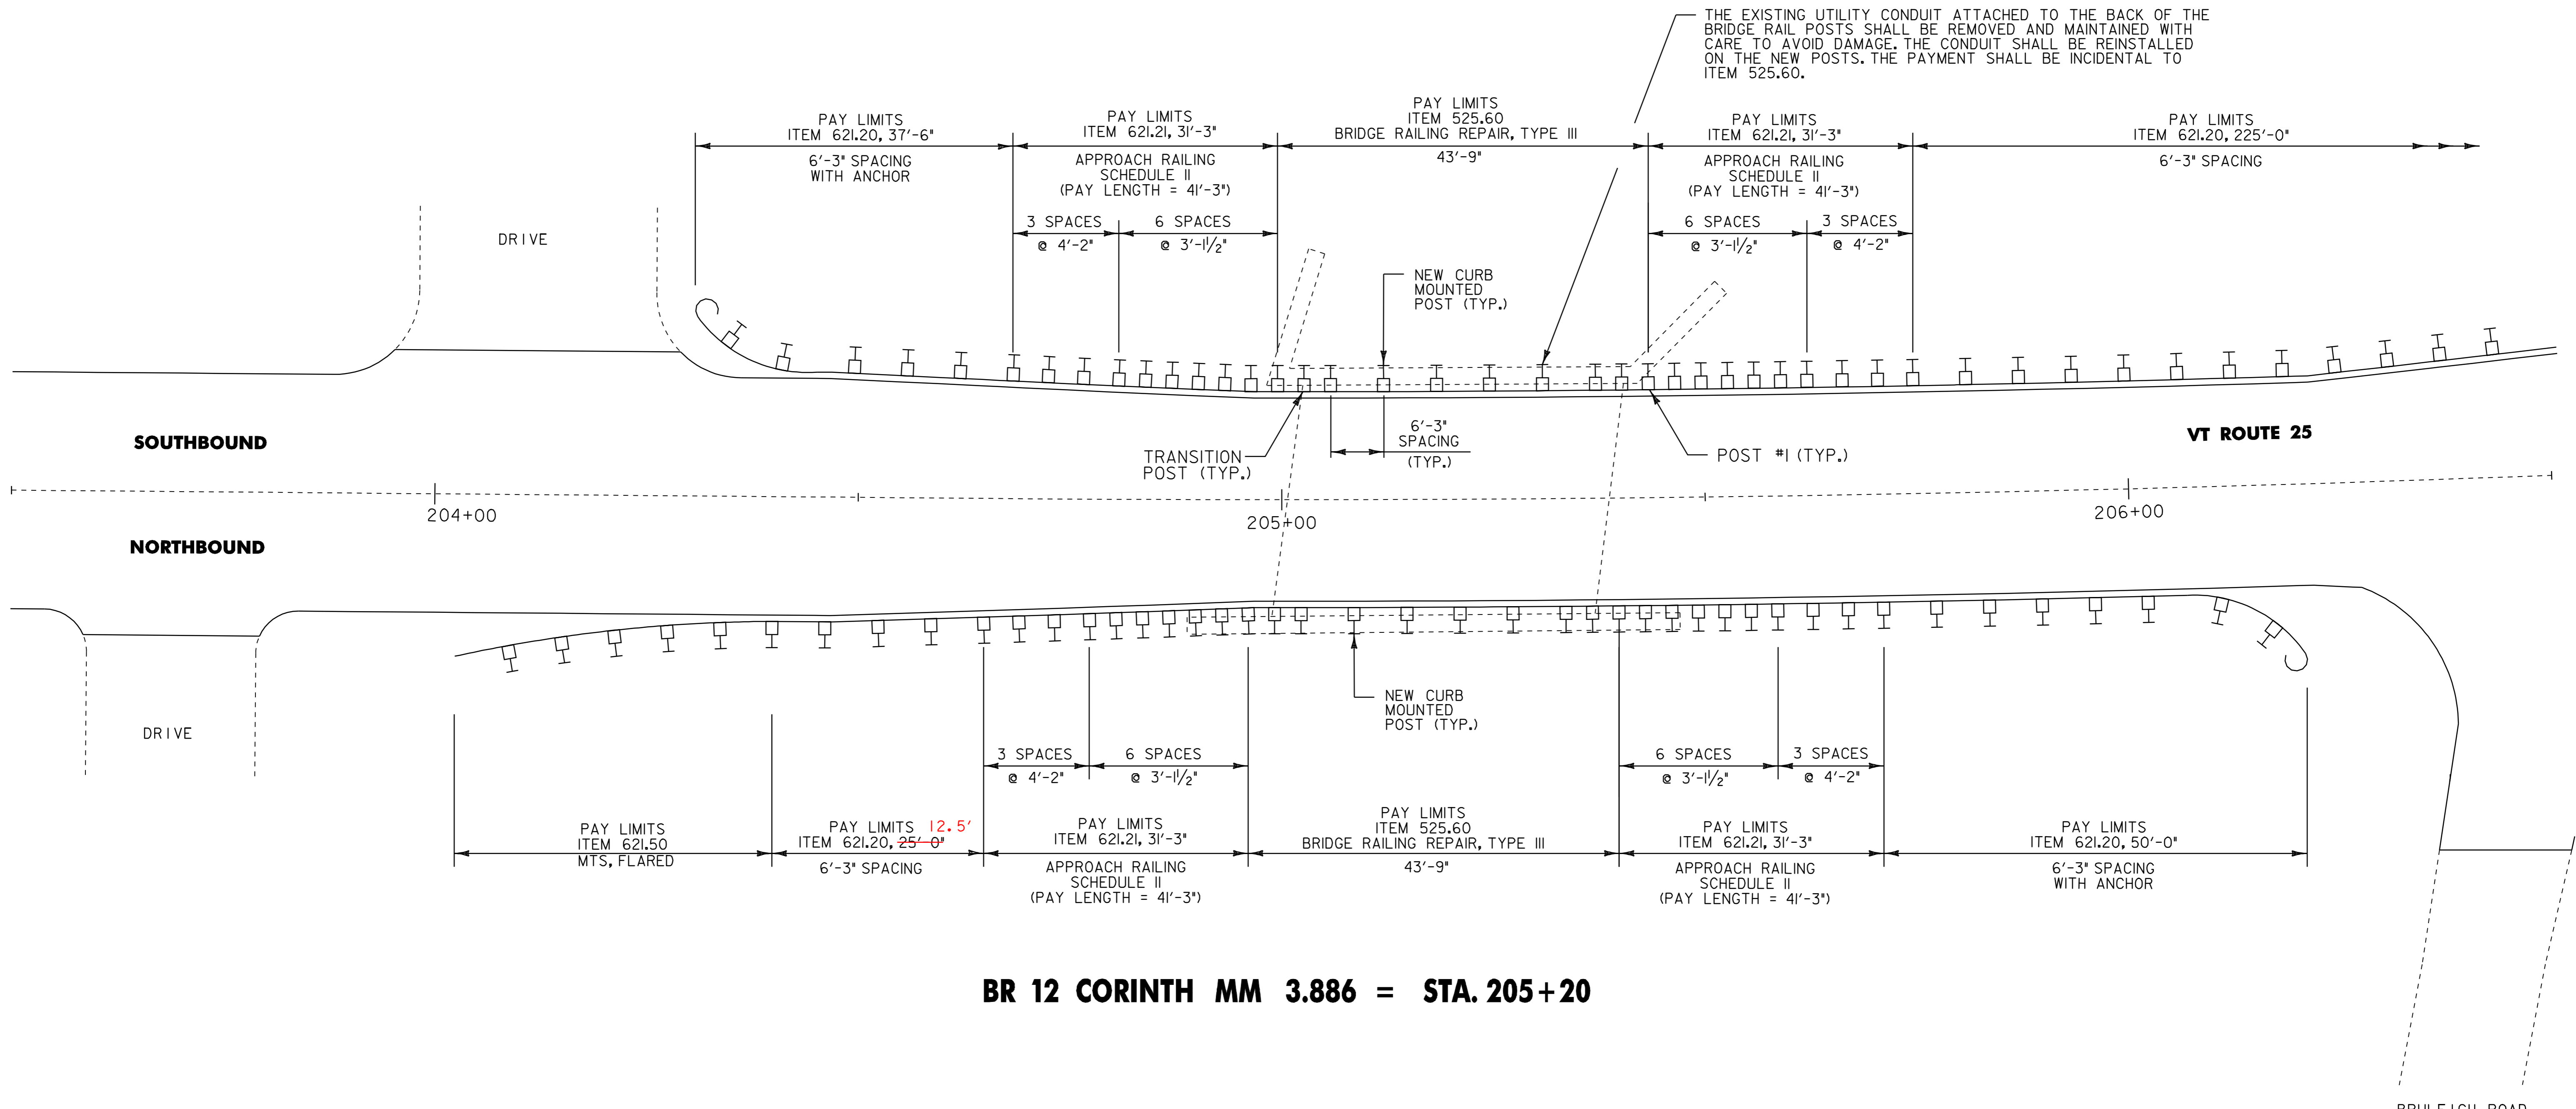 THE EXISTING UTILITY CONDUIT ATTACHED TO THE BACK OF THE
BRIDGE RAIL POSTS SHALL BE REMOVED AND MAINTAINED WITH
CARE TO AVOID DAMAGE. THE CONDUIT SHALL BE REINSTALLED
ON THE NEW POSTS. THE PAYMENT SHALL BE INCIDENTAL TO
ITEM 525.60.
PAY LIMITS
ITEM 621.20, 37'-6"
6'-3" SPACING
WITH ANCHOR
PAY LIMITS
ITEM 621.21, 31'-3"
APPROACH RAILING
SCHEDULE II
(PAY LENGTH = 41'-3")
3 SPACES
@ 4'-2"
6 SPACES
@ 3'-1 1/2"
PAY LIMITS
ITEM 525.60
BRIDGE RAILING REPAIR, TYPE III
43'-9"
PAY LIMITS
ITEM 621.21, 31'-3"
APPROACH RAILING
SCHEDULE II
(PAY LENGTH = 41'-3")
6 SPACES
@ 3'-1 1/2"
3 SPACES
@ 4'-2"
PAY LIMITS
ITEM 621.20, 225'-0"
6'-3" SPACING
DRIVE
NEW CURB
MOUNTED
POST (TYP.)
SOUTHBOUND
TRANSITION
POST (TYP.)
6'-3"
SPACING
(TYP.)
POST #1 (TYP.)
VT ROUTE 25
204+00
205+00
206+00
NORTHBOUND
DRIVE
NEW CURB
MOUNTED
POST (TYP.)
3 SPACES
@ 4'-2"
6 SPACES
@ 3'-1 1/2"
6 SPACES
@ 3'-1 1/2"
3 SPACES
@ 4'-2"
PAY LIMITS
ITEM 621.50
MTS, FLARED
PAY LIMITS 12.5'
ITEM 621.20, 25'-0"
6'-3" SPACING
PAY LIMITS
ITEM 621.21, 31'-3"
APPROACH RAILING
SCHEDULE II
(PAY LENGTH = 41'-3")
PAY LIMITS
ITEM 525.60
BRIDGE RAILING REPAIR, TYPE III
43'-9"
PAY LIMITS
ITEM 621.21, 31'-3"
APPROACH RAILING
SCHEDULE II
(PAY LENGTH = 41'-3")
PAY LIMITS
ITEM 621.20, 50'-0"
6'-3" SPACING
WITH ANCHOR
BR 12 CORINTH MM 3.886 = STA. 205+20